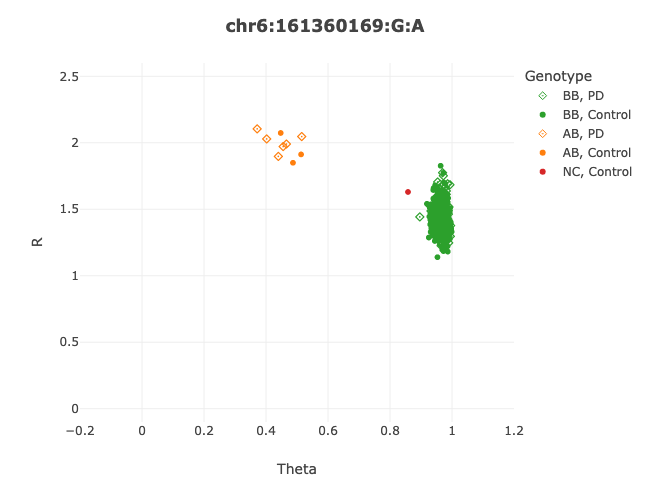 chr6:161360169:G:A
Genotype
BB, PD
BB, Control
AB, PD
AB, Control
NC, Control
2.5
2
1.5
1
0.5
0
R
−0.2 0 0.2 0.4 0.6 0.8 1 1.2
Theta